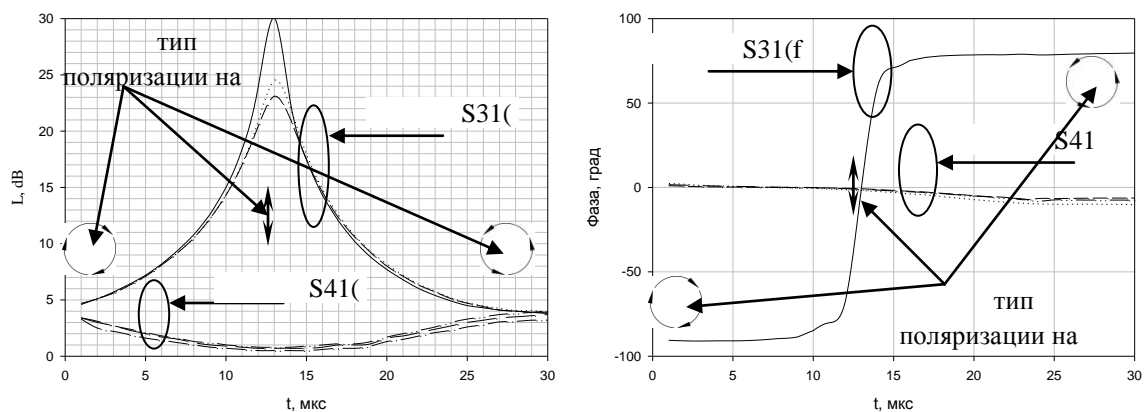 30
25
20
15
10
5
0
L, dB
0 5 10 15 20 25 30
t, мкс
тип
поляризации на
S31(
S41(
100
50
0
-50
-100
Фаза, град
0 5 10 15 20 25 30
t, мкс
S31(f
S41
тип
поляризации на